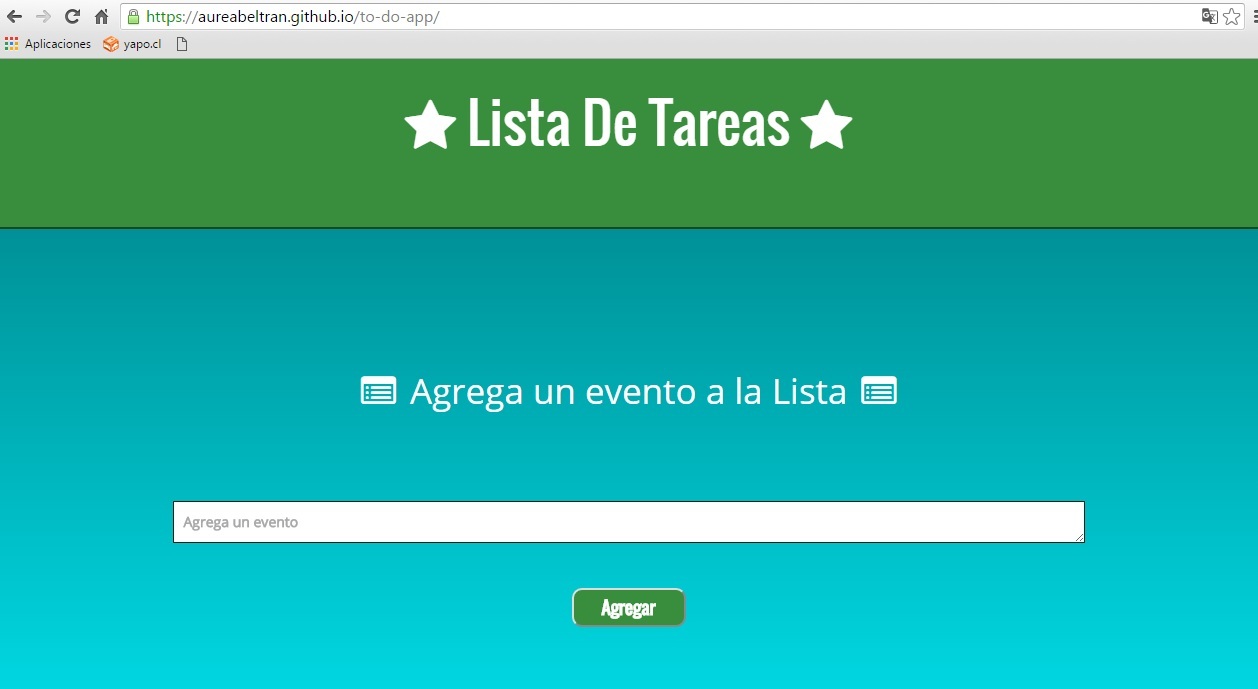 https://aureabeltran.github.io/to-do-app/
Aplicaciones yapo.cl
Lista De Tareas
Agrega un evento a la Lista
Agrega un evento
Agregar